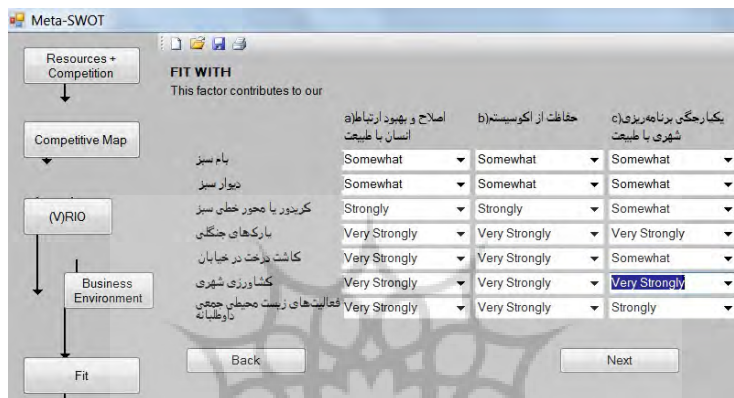 Meta-SWOT
Resources +
Competition
Competitive Map
(V)RIO
Business
Environment
Fit
FIT WITH
This factor contributes to our
a)اصلاح و بهبود ارتباط
انسان با طبیعت
b)حفاظت از اکوسیستم
c)یکپارچگی برنامه‌ریزی
شهری با طبیعت
بام سبز Somewhat Somewhat Somewhat
دیوار سبز Somewhat Somewhat Somewhat
کریدور یا محور خطی سبز Strongly Strongly Somewhat
پارک‌های جنگلی Very Strongly Very Strongly Very Strongly
کاشت درخت در خیابان Very Strongly Very Strongly Somewhat
کشاورزی شهری Very Strongly Very Strongly Very Strongly
فعالیت‌های زیست محیطی جمعی
داوطلبانه Very Strongly Very Strongly Strongly
Back
Next